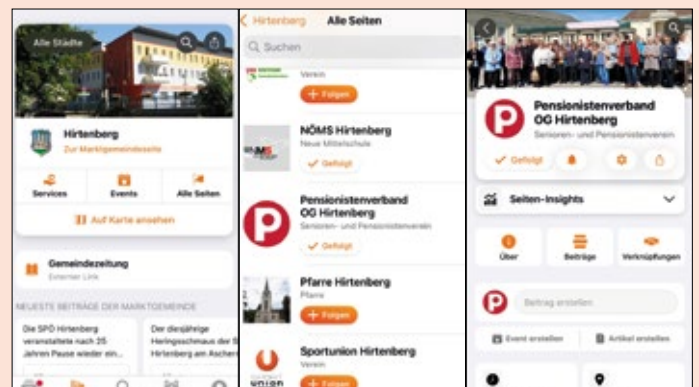 Alle Städte
Hirtenberg
Zur Marktgemeindeseite
Services
Events
Alle Seiten
Auf Karte ansehen
Gemeindezeitung
Externer Link
NEUESTE BEITRÄGE DER MARKTGEMEINDE
Die SPÖ Hirtenberg
veranstaltete nach 25
Jahren Pause wieder ein...
Der diesjährige
Heringsschmaus der S
Hirtenberg am Ascherm
Hirtenberg
Alle Seiten
Suchen
Verein
+ Folgen
NÖMS Hirtenberg
Neue Mittelschule
Gefolgt
Pensionistenverband
OG Hirtenberg
Senioren- und Pensionistenverein
Gefolgt
Pfarre Hirtenberg
Pfarre
+ Folgen
Sportunion Hirtenberg
Verein
union
+ Folgen
Pensionistenverband
OG Hirtenberg
Senioren- und Pensionistenverein
Gefolgt
Seiten-Insights
Über
Beiträge
Verknüpfungen
Beitrag erstellen
Event erstellen
Artikel erstellen